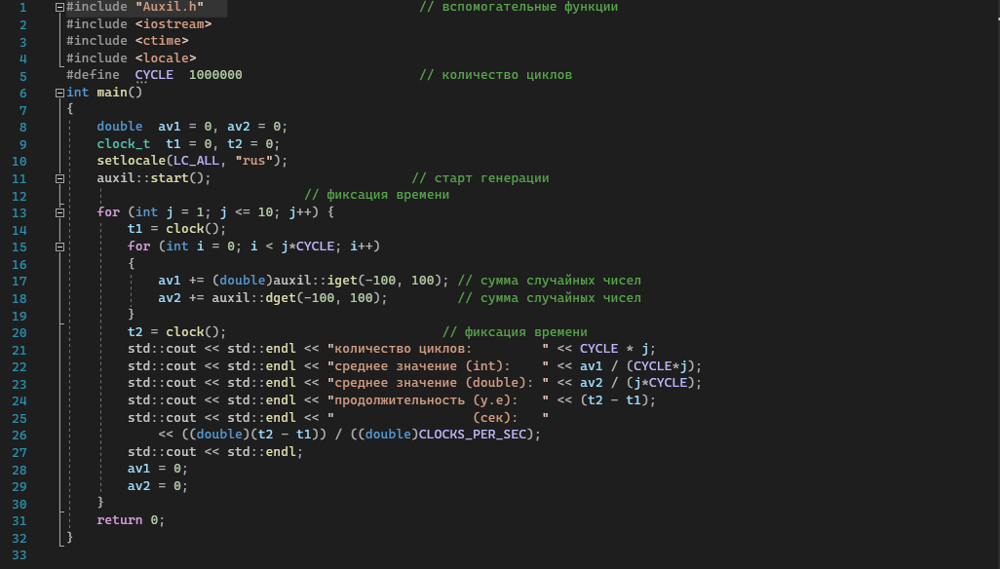 1 #include "Auxil.h" // вспомогательные функции
2 #include <iostream>
3 #include <ctime>
4 #include <locale>
5 #define CYCLE 1000000 // количество циклов
6 int main()
7 {
8 double av1 = 0, av2 = 0;
9 clock_t t1 = 0, t2 = 0;
10 setlocale(LC_ALL, "rus");
11 auxil::start(); // старт генерации
12 // фиксация времени
13 for (int j = 1; j <= 10; j++) {
14 t1 = clock();
15 for (int i = 0; i < j*CYCLE; i++)
16 {
17 av1 += (double)auxil::iget(-100, 100); // сумма случайных чисел
18 av2 += auxil::dget(-100, 100); // сумма случайных чисел
19 }
20 t2 = clock(); // фиксация времени
21 std::cout << std::endl << "количество циклов: " << CYCLE * j;
22 std::cout << std::endl << "среднее значение (int): " << av1 / (CYCLE*j);
23 std::cout << std::endl << "среднее значение (double): " << av2 / (j*CYCLE);
24 std::cout << std::endl << "продолжительность (у.е): " << (t2 - t1);
25 std::cout << std::endl << " (сек): "
26 << ((double)(t2 - t1)) / ((double)CLOCKS_PER_SEC);
27 std::cout << std::endl;
28 av1 = 0;
29 av2 = 0;
30 }
31 return 0;
32 }
33